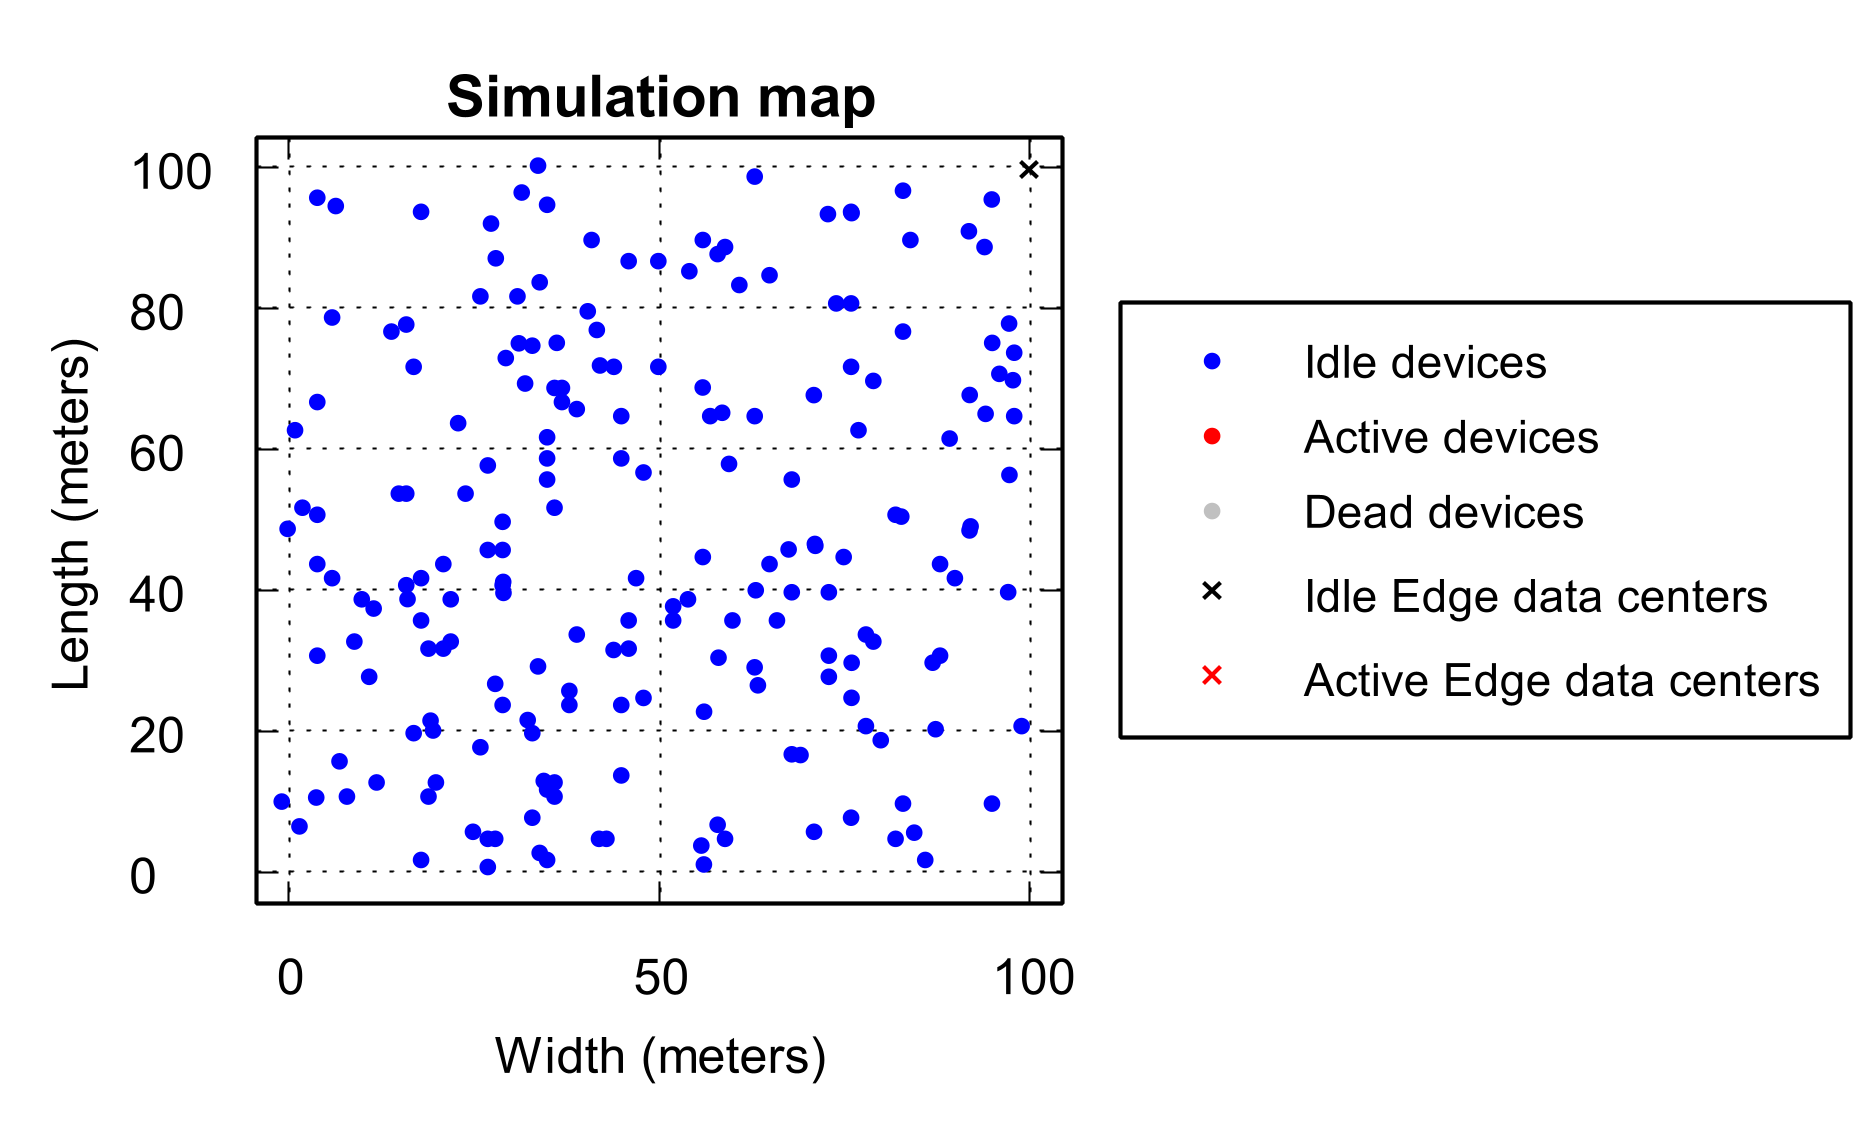 Simulation map
100
80
60
40
20
0
Length (meters)
0 50 100
Width (meters)
Idle devices
Active devices
Dead devices
Idle Edge data centers
Active Edge data centers